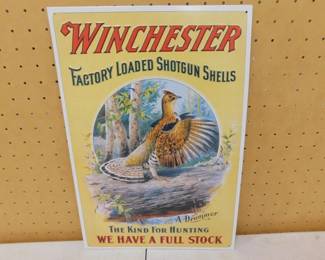 WINCHESTER
FACTORY LOADED SHOTGUN SHELLS
A Drummer
THE KIND FOR HUNTING
WE HAVE A FULL STOCK